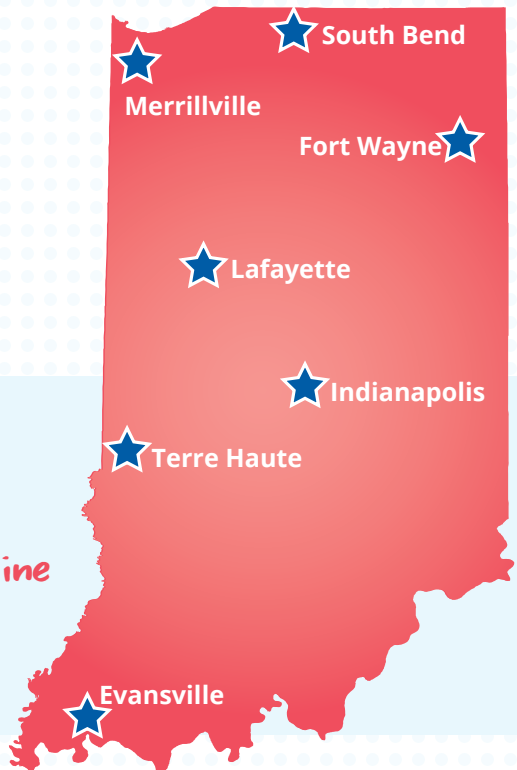 South Bend
Merrillville
Fort Wayne
Lafayette
Indianapolis
Terre Haute
ine
Evansville